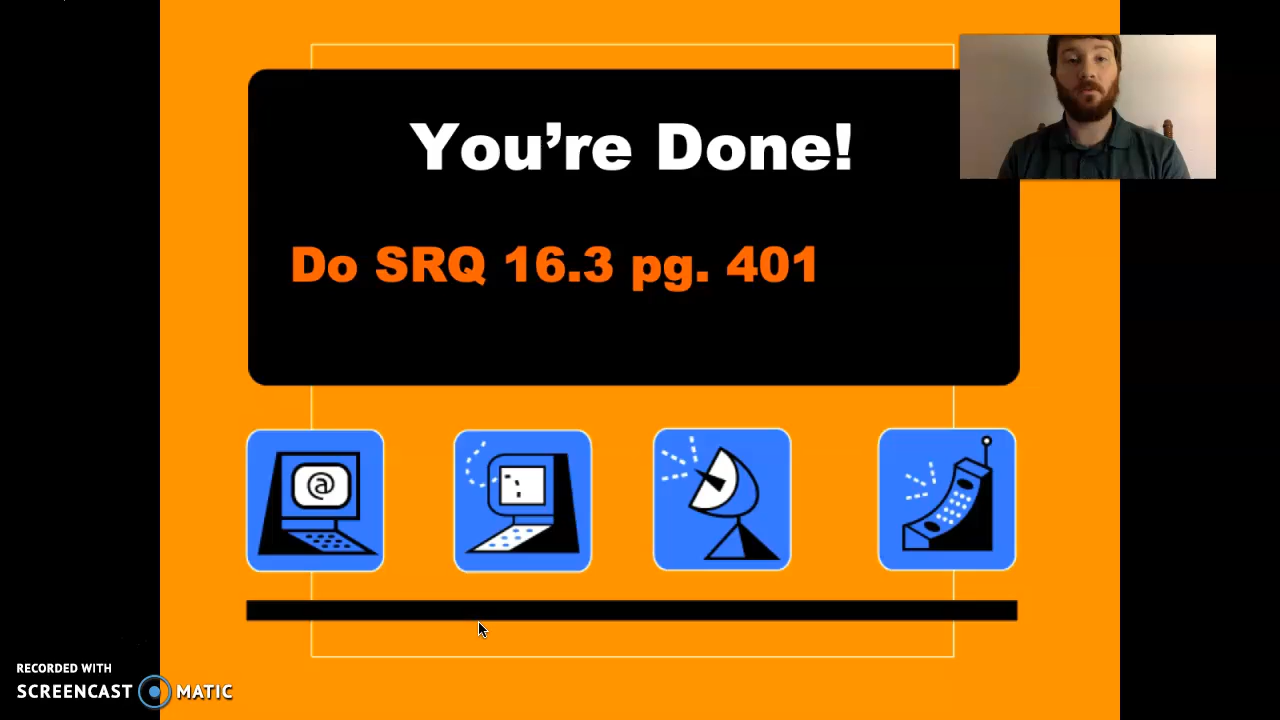 You're Done!
Do SRQ 16.3 pg. 401
@
RECORDED WITH
SCREENCAST MATIC